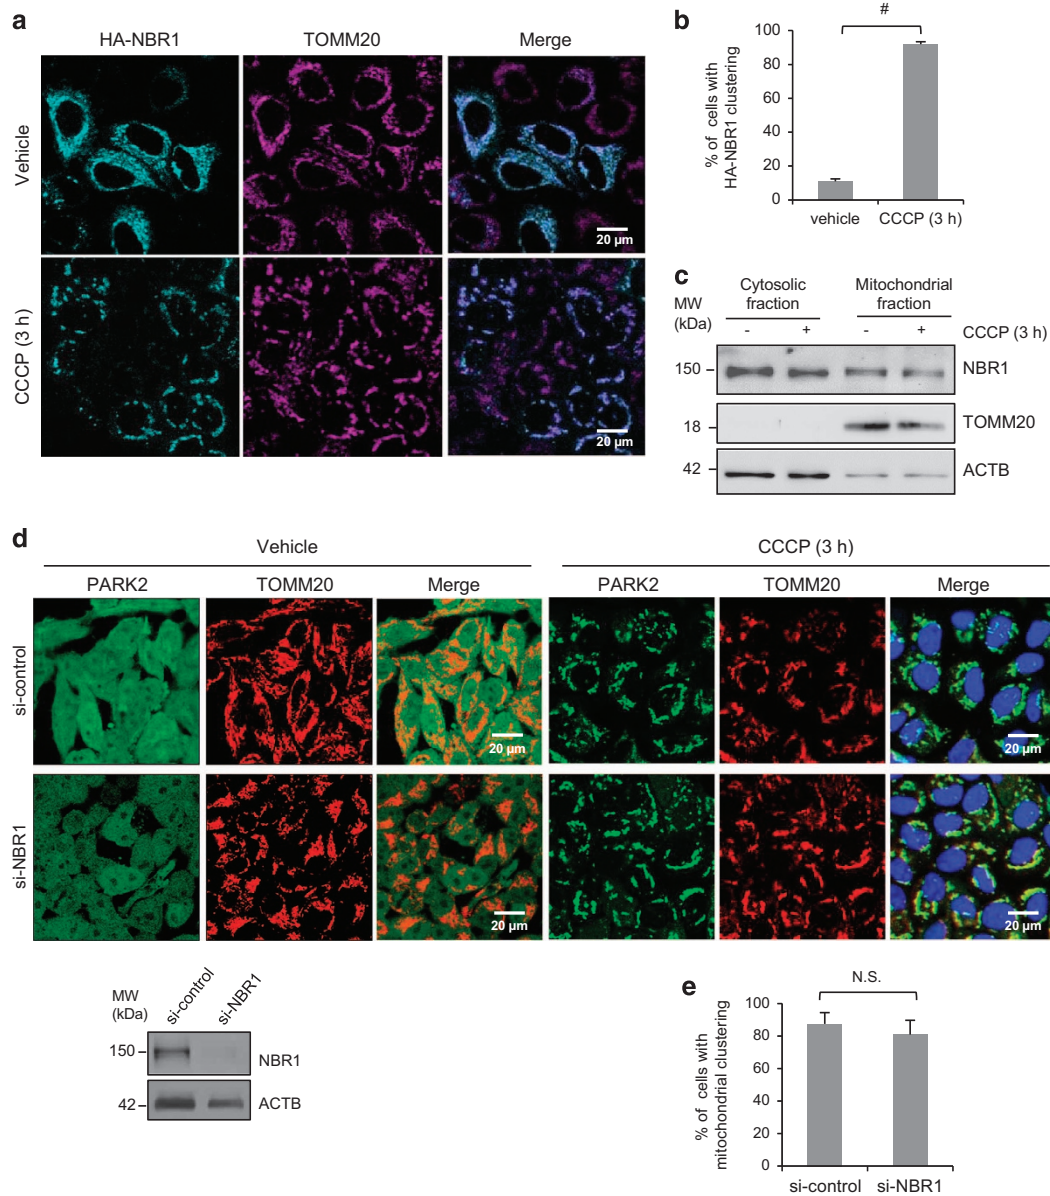 a
HA-NBR1 TOMM20 Merge
Vehicle
20 µm
CCCP (3 h)
20 µm
b
#
% of cells with
HA-NBR1 clustering
100
80
60
40
20
0
vehicle CCCP (3 h)
c
Cytosolic
fraction
Mitochondrial
fraction
MW
(kDa)
- + - + CCCP (3 h)
150 NBR1
18 TOMM20
42 ACTB
d
Vehicle CCCP (3 h)
PARK2 TOMM20 Merge PARK2 TOMM20 Merge
si-control
20 µm 20 µm
si-NBR1
20 µm 20 µm
MW
(kDa)
si-control si-NBR1
150 NBR1
42 ACTB
e
N.S.
% of cells with
mitochondrial clustering
100
80
60
40
20
0
si-control si-NBR1